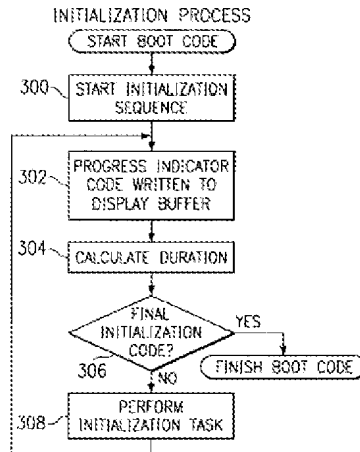 INITIALIZATION PROCESS
START BOOT CODE
300
START INITIALIZATION
SEQUENCE
302
PROGRESS INDICATOR
CODE WRITTEN TO
DISPLAY BUFFER
304
CALCULATE DURATION
FINAL
INITIALIZATION
CODE?
306
YES
FINISH BOOT CODE
NO
308
PERFORM
INITIALIZATION TASK